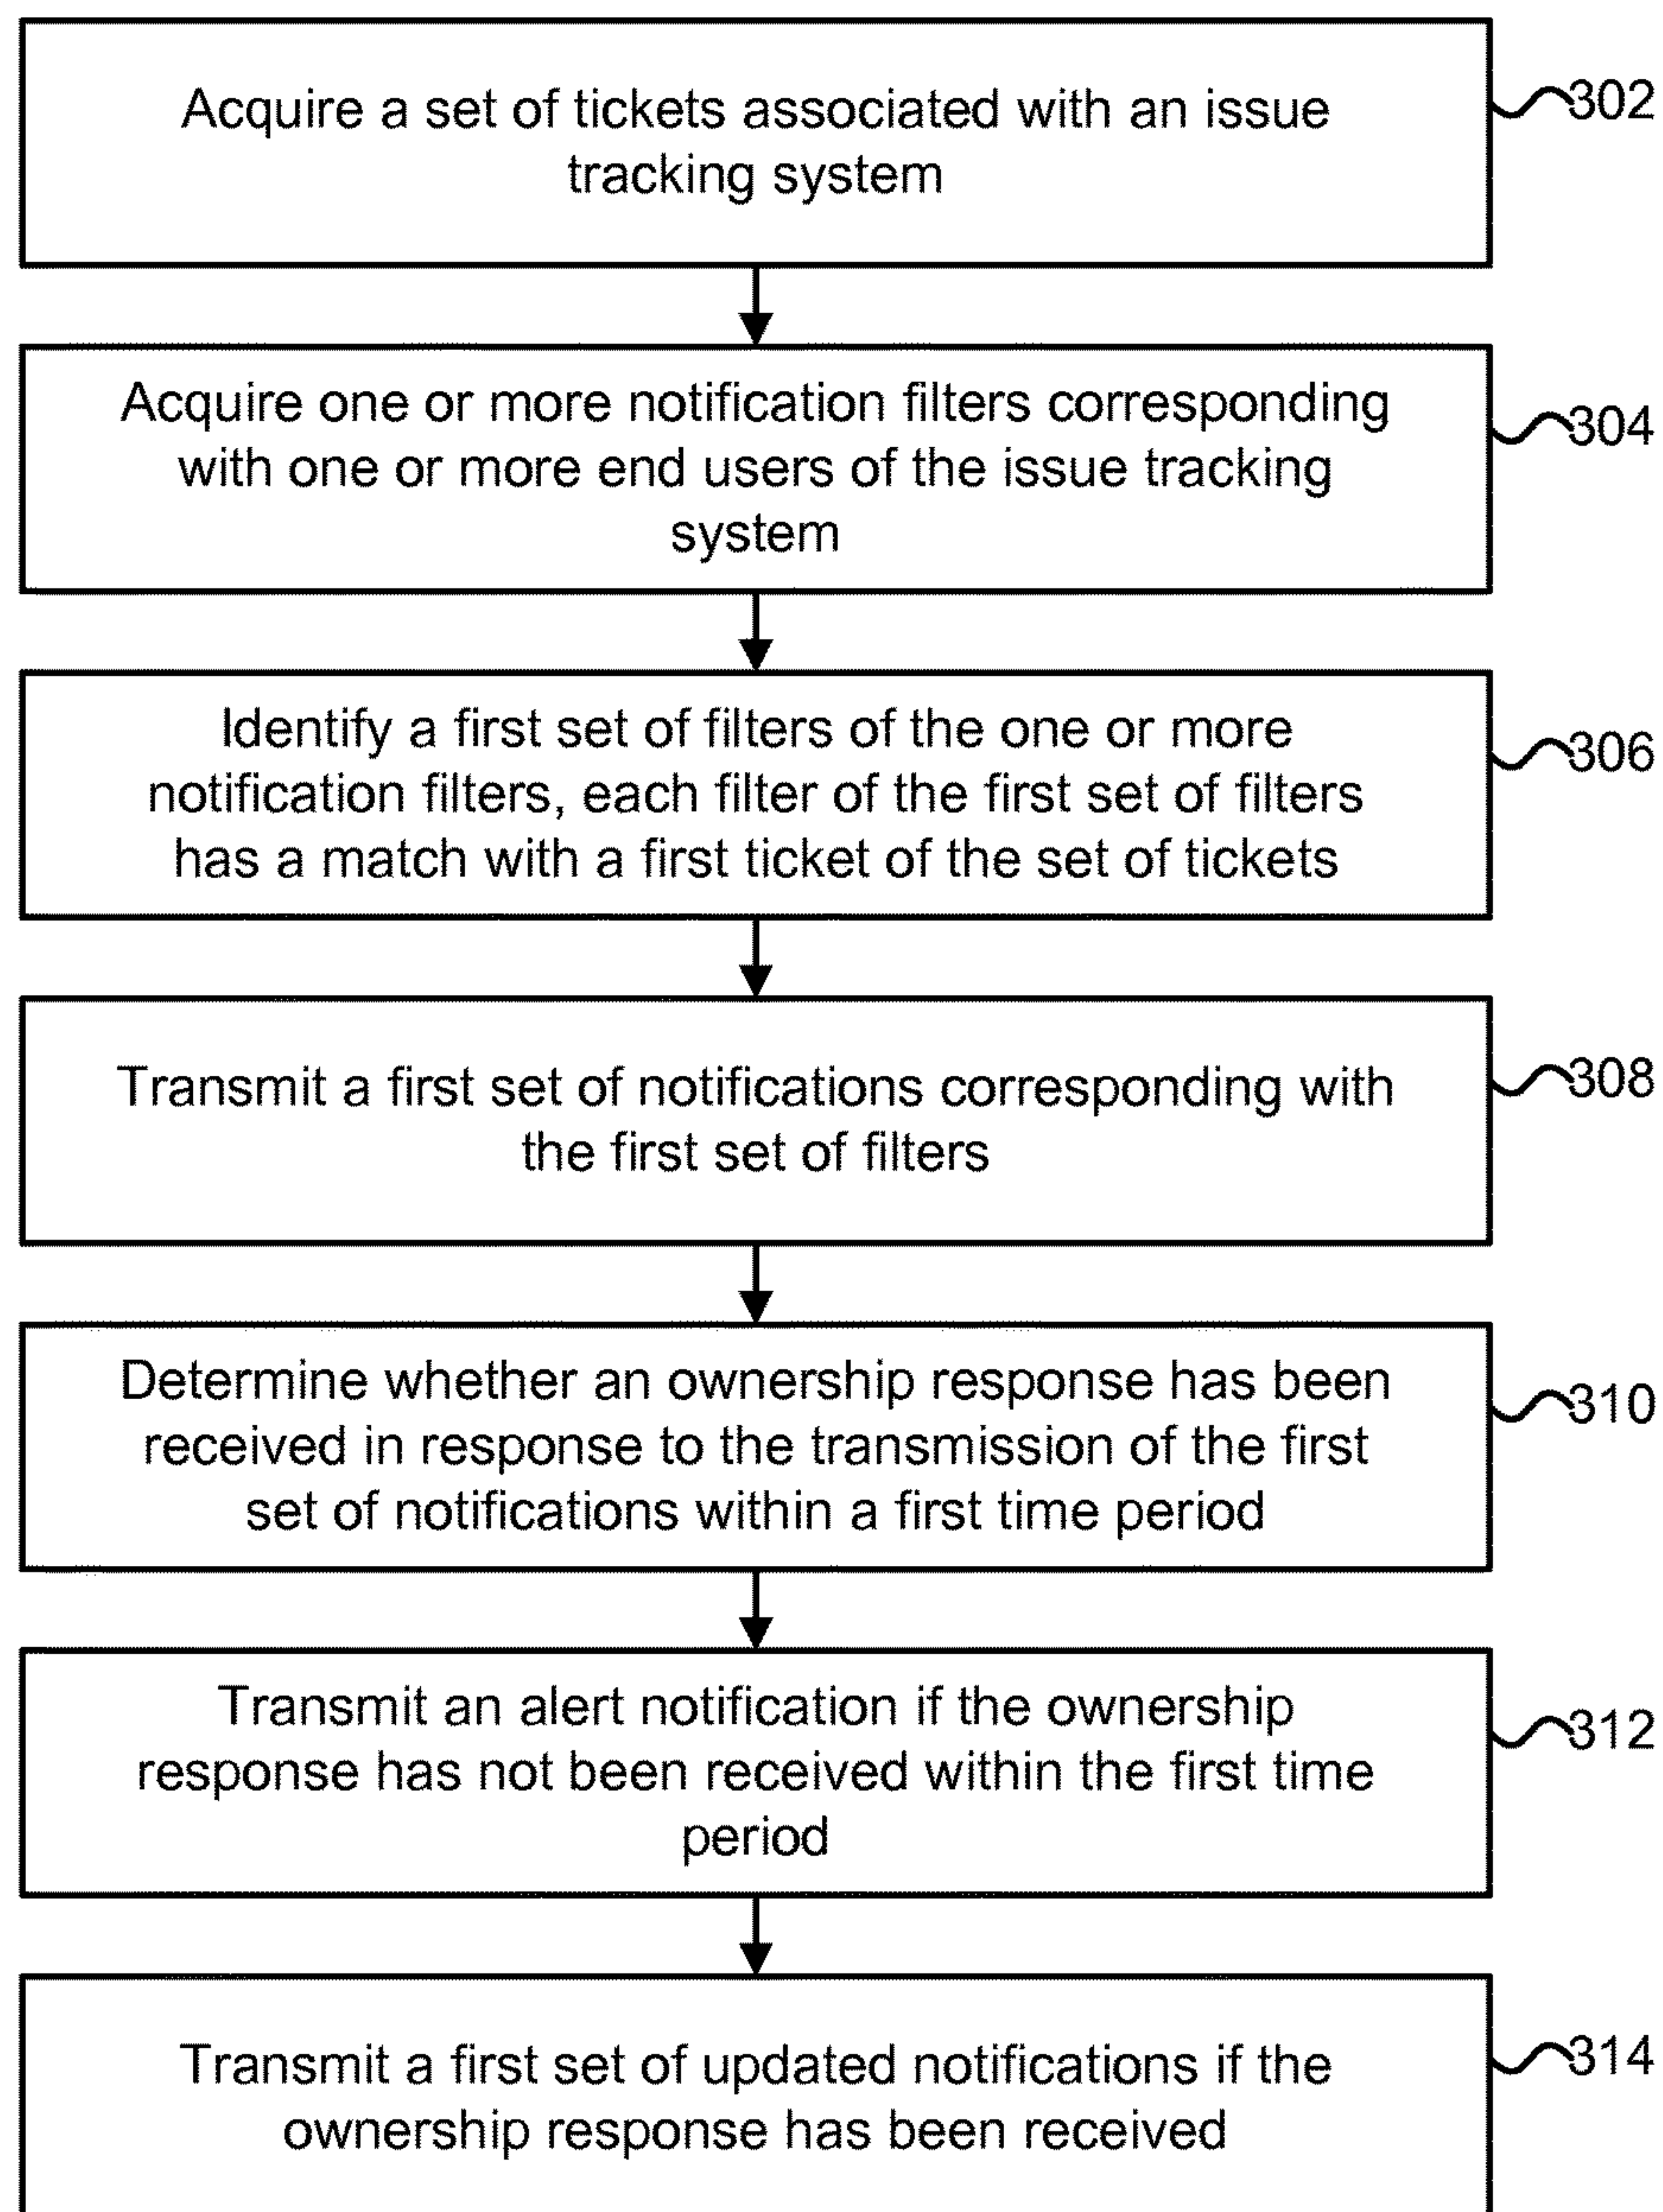 Acquire a set of tickets associated with an issue
tracking system
302
Acquire one or more notification filters corresponding
with one or more end users of the issue tracking
system
304
Identify a first set of filters of the one or more
notification filters, each filter of the first set of filters
has a match with a first ticket of the set of tickets
306
Transmit a first set of notifications corresponding with
the first set of filters
308
Determine whether an ownership response has been
received in response to the transmission of the first
set of notifications within a first time period
310
Transmit an alert notification if the ownership
response has not been received within the first time
period
312
Transmit a first set of updated notifications if the
ownership response has been received
314